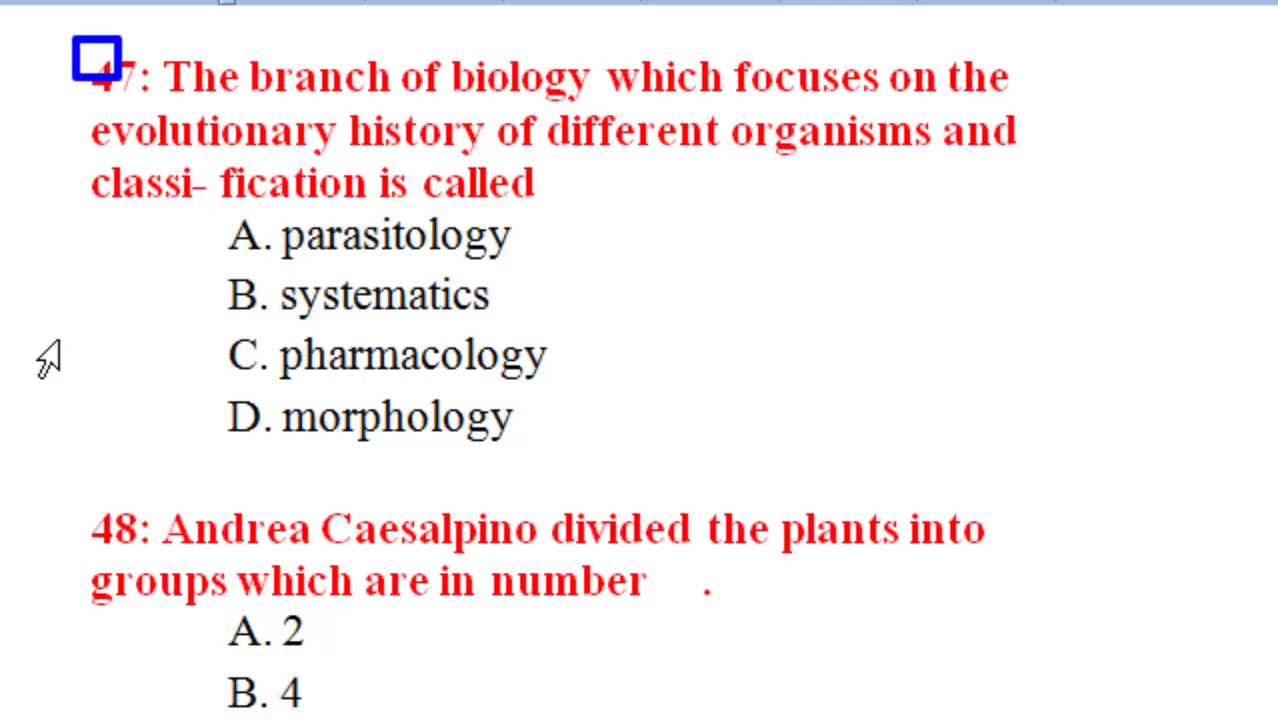 47: The branch of biology which focuses on the
evolutionary history of different organisms and
classi- fication is called
A. parasitology
B. systematics
C. pharmacology
D. morphology
48: Andrea Caesalpino divided the plants into
groups which are in number .
A. 2
B. 4